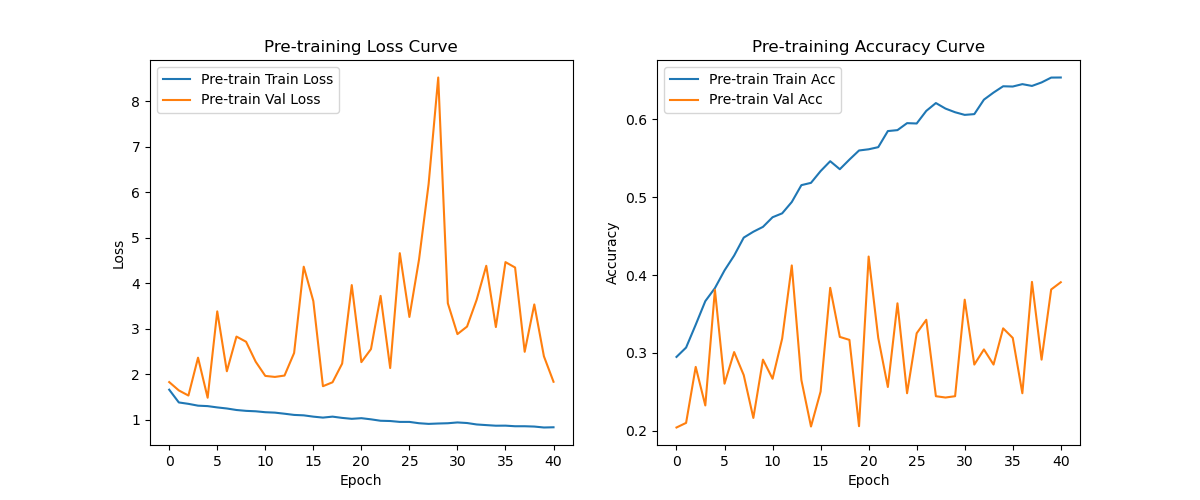 Pre-training Loss Curve
Pre-train Train Loss
Pre-train Val Loss
8
7
6
5
4
3
2
1
Loss
0 5 10 15 20 25 30 35 40
Epoch
Pre-training Accuracy Curve
Pre-train Train Acc
Pre-train Val Acc
0.6
0.5
0.4
0.3
0.2
Accuracy
0 5 10 15 20 25 30 35 40
Epoch